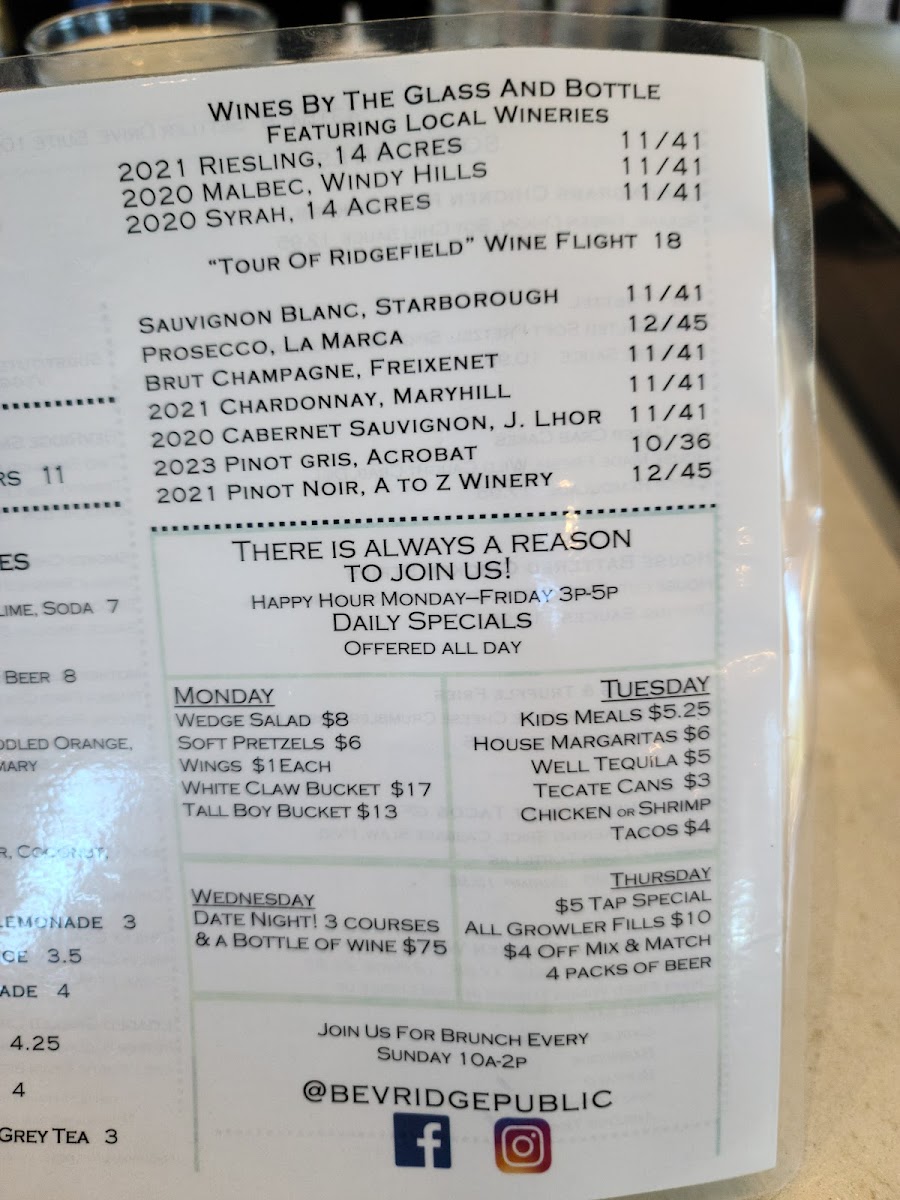 WINES BY THE GLASS AND BOTTLE
FEATURING LOCAL WINERIES
2021 RIESLING, 14 ACRES 11/41
2020 MALBEC, WINDY HILLS 11/41
2020 SYRAH, 14 ACRES 11/41
"TOUR OF RIDGEFIELD" WINE FLIGHT 18
SAUVIGNON BLANC, STARBOROUGH 11/41
PROSECCO, LA MARCA 12/45
BRUT CHAMPAGNE, FREIXENET 11/41
2021 CHARDONNAY, MARYHILL 11/41
2020 CABERNET SAUVIGNON, J. LHOR 11/41
2023 PINOT GRIS, ACROBAT 10/36
2021 PINOT NOIR, A TO Z WINERY 12/45
THERE IS ALWAYS A REASON
TO JOIN US!
HAPPY HOUR MONDAY–FRIDAY 3P-5P
DAILY SPECIALS
OFFERED ALL DAY
MONDAY
WEDGE SALAD $8
SOFT PRETZELS $6
WINGS $1EACH
WHITE CLAW BUCKET $17
TALL BOY BUCKET $13
TUESDAY
KIDS MEALS $5.25
HOUSE MARGARITAS $6
WELL TEQUILA $5
TECATE CANS $3
CHICKEN OR SHRIMP
TACOS $4
WEDNESDAY
DATE NIGHT! 3 COURSES
& A BOTTLE OF WINE $75
THURSDAY
$5 TAP SPECIAL
ALL GROWLER FILLS $10
$4 OFF MIX & MATCH
4 PACKS OF BEER
JOIN US FOR BRUNCH EVERY
SUNDAY 10A-2P
@BEVRIDGEPUBLIC
RS 11
ES
LIME, SODA 7
BEER 8
DDLED ORANGE,
MARY
R, COCONUT,
LEMONADE 3
CE 3.5
ADE 4
4.25
4
GREY TEA 3